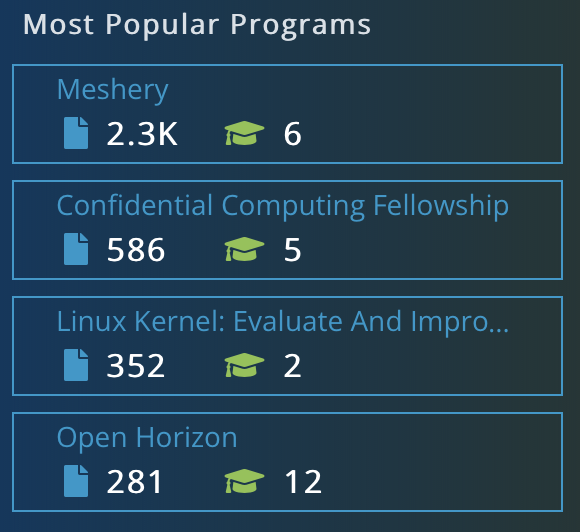 Most Popular Programs
Meshery
2.3K 6
Confidential Computing Fellowship
586 5
Linux Kernel: Evaluate And Impro...
352 2
Open Horizon
281 12